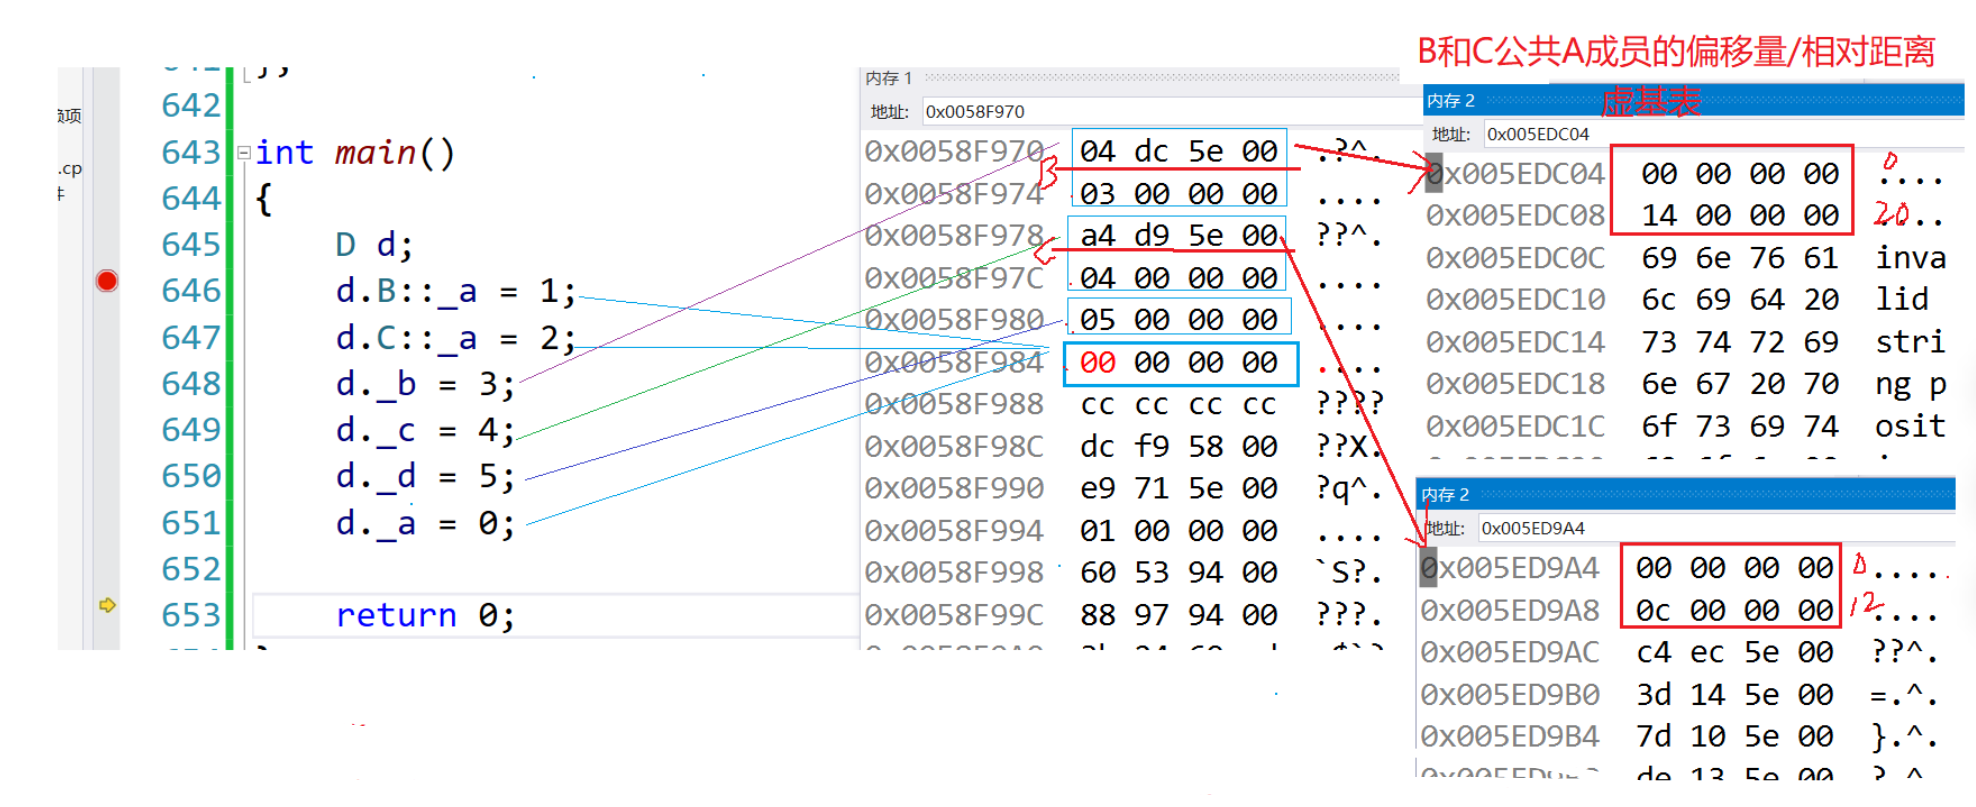 B和C公共A成员的偏移量/相对距离
虚基表
.cp
642
643 int main()
644 {
645 D d;
646 d.B::_a = 1;
647 d.C::_a = 2;
648 d._b = 3;
649 d._c = 4;
650 d._d = 5;
651 d._a = 0;
652
653 return 0;
内存 1
地址: 0x0058F970
0x0058F970 04 dc 5e 00 .?^.
B
0x0058F974 03 00 00 00 ....
0x0058F978 a4 d9 5e 00 ??^.
C
0x0058F97C 04 00 00 00 ....
0x0058F980 05 00 00 00 ....
0x0058F984 00 00 00 00 ....
0x0058F988 cc cc cc cc ????
0x0058F98C dc f9 58 00 ??X.
0x0058F990 e9 71 5e 00 ?q^.
0x0058F994 01 00 00 00 ....
0x0058F998 60 53 94 00 `S?.
0x0058F99C 88 97 94 00 ???.
内存 2
地址: 0x005EDC04
0x005EDC04 00 00 00 00 0 ....
0x005EDC08 14 00 00 00 20 ..
0x005EDC0C 69 6e 76 61 inva
0x005EDC10 6c 69 64 20 lid
0x005EDC14 73 74 72 69 stri
0x005EDC18 6e 67 20 70 ng p
0x005EDC1C 6f 73 69 74 osit
内存 2
地址: 0x005ED9A4
0x005ED9A4 00 00 00 00 0 ....
0x005ED9A8 0c 00 00 00 12 ....
0x005ED9AC c4 ec 5e 00 ??^.
0x005ED9B0 3d 14 5e 00 =.^.
0x005ED9B4 7d 10 5e 00 }.^.
de 13 5e 00 ?.^